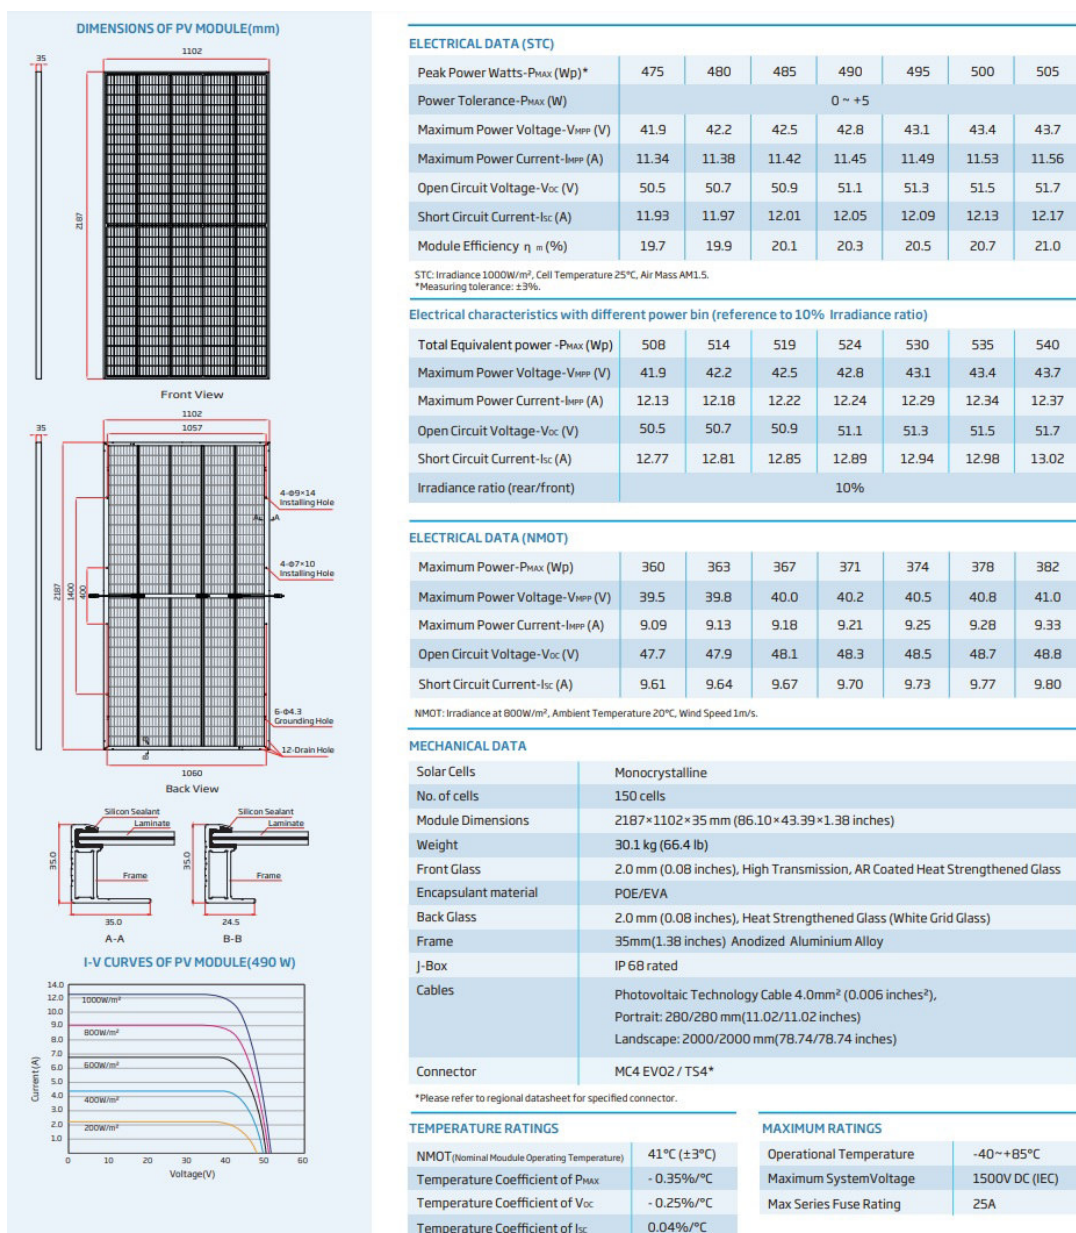 DIMENSIONS OF PV MODULE(mm)
35
1102
2187
Front View
1102
35
1057
4-Φ9×14
Installing Hole
A A
4-Φ7×10
Installing Hole
2187
1400
400
6-Φ4.3
Grounding Hole
12-Drain Hole
B
1060
Back View
Silicon Sealant
Laminate
35.0
Frame
35.0
A-A
Silicon Sealant
Laminate
35.0
Frame
24.5
B-B
I-V CURVES OF PV MODULE(490 W)
Current(A)
14.0
12.0
10.0
9.0
8.0
7.0
6.0
5.0
4.0
3.0
2.0
1.0
1000W/m²
800W/m²
600W/m²
400W/m²
200W/m²
0 10 20 30 40 50 60
Voltage(V)
ELECTRICAL DATA (STC)
Peak Power Watts-PMAX (Wp)* 475 480 485 490 495 500 505
Power Tolerance-PMAX (W) 0 ~ +5
Maximum Power Voltage-VMPP (V) 41.9 42.2 42.5 42.8 43.1 43.4 43.7
Maximum Power Current-IMPP (A) 11.34 11.38 11.42 11.45 11.49 11.53 11.56
Open Circuit Voltage-VOC (V) 50.5 50.7 50.9 51.1 51.3 51.5 51.7
Short Circuit Current-ISC (A) 11.93 11.97 12.01 12.05 12.09 12.13 12.17
Module Efficiency η m (%) 19.7 19.9 20.1 20.3 20.5 20.7 21.0
STC: Irradiance 1000W/m², Cell Temperature 25°C, Air Mass AM1.5.
*Measuring tolerance: ±3%.
Electrical characteristics with different power bin (reference to 10% Irradiance ratio)
Total Equivalent power -PMAX (Wp) 508 514 519 524 530 535 540
Maximum Power Voltage-VMPP (V) 41.9 42.2 42.5 42.8 43.1 43.4 43.7
Maximum Power Current-IMPP (A) 12.13 12.18 12.22 12.24 12.29 12.34 12.37
Open Circuit Voltage-VOC (V) 50.5 50.7 50.9 51.1 51.3 51.5 51.7
Short Circuit Current-ISC (A) 12.77 12.81 12.85 12.89 12.94 12.98 13.02
Irradiance ratio (rear/front) 10%
ELECTRICAL DATA (NMOT)
Maximum Power-PMAX (Wp) 360 363 367 371 374 378 382
Maximum Power Voltage-VMPP (V) 39.5 39.8 40.0 40.2 40.5 40.8 41.0
Maximum Power Current-IMPP (A) 9.09 9.13 9.18 9.21 9.25 9.28 9.33
Open Circuit Voltage-VOC (V) 47.7 47.9 48.1 48.3 48.5 48.7 48.8
Short Circuit Current-ISC (A) 9.61 9.64 9.67 9.70 9.73 9.77 9.80
NMOT: Irradiance at 800W/m², Ambient Temperature 20°C, Wind Speed 1m/s.
MECHANICAL DATA
Solar Cells Monocrystalline
No. of cells 150 cells
Module Dimensions 2187×1102×35 mm (86.10×43.39×1.38 inches)
Weight 30.1 kg (66.4 lb)
Front Glass 2.0 mm (0.08 inches), High Transmission, AR Coated Heat Strengthened Glass
Encapsulant material POE/EVA
Back Glass 2.0 mm (0.08 inches), Heat Strengthened Glass (White Grid Glass)
Frame 35mm(1.38 inches) Anodized Aluminium Alloy
J-Box IP 68 rated
Cables Photovoltaic Technology Cable 4.0mm² (0.006 inches²),
Portrait: 280/280 mm(11.02/11.02 inches)
Landscape: 2000/2000 mm(78.74/78.74 inches)
Connector MC4 EVO2 / TS4*
*Please refer to regional datasheet for specified connector.
TEMPERATURE RATINGS
NMOT(Nominal Moudule Operating Temperature) 41°C (±3°C)
Temperature Coefficient of PMAX - 0.35%/°C
Temperature Coefficient of VOC - 0.25%/°C
Temperature Coefficient of ISC 0.04%/°C
MAXIMUM RATINGS
Operational Temperature -40~+85°C
Maximum SystemVoltage 1500V DC (IEC)
Max Series Fuse Rating 25A